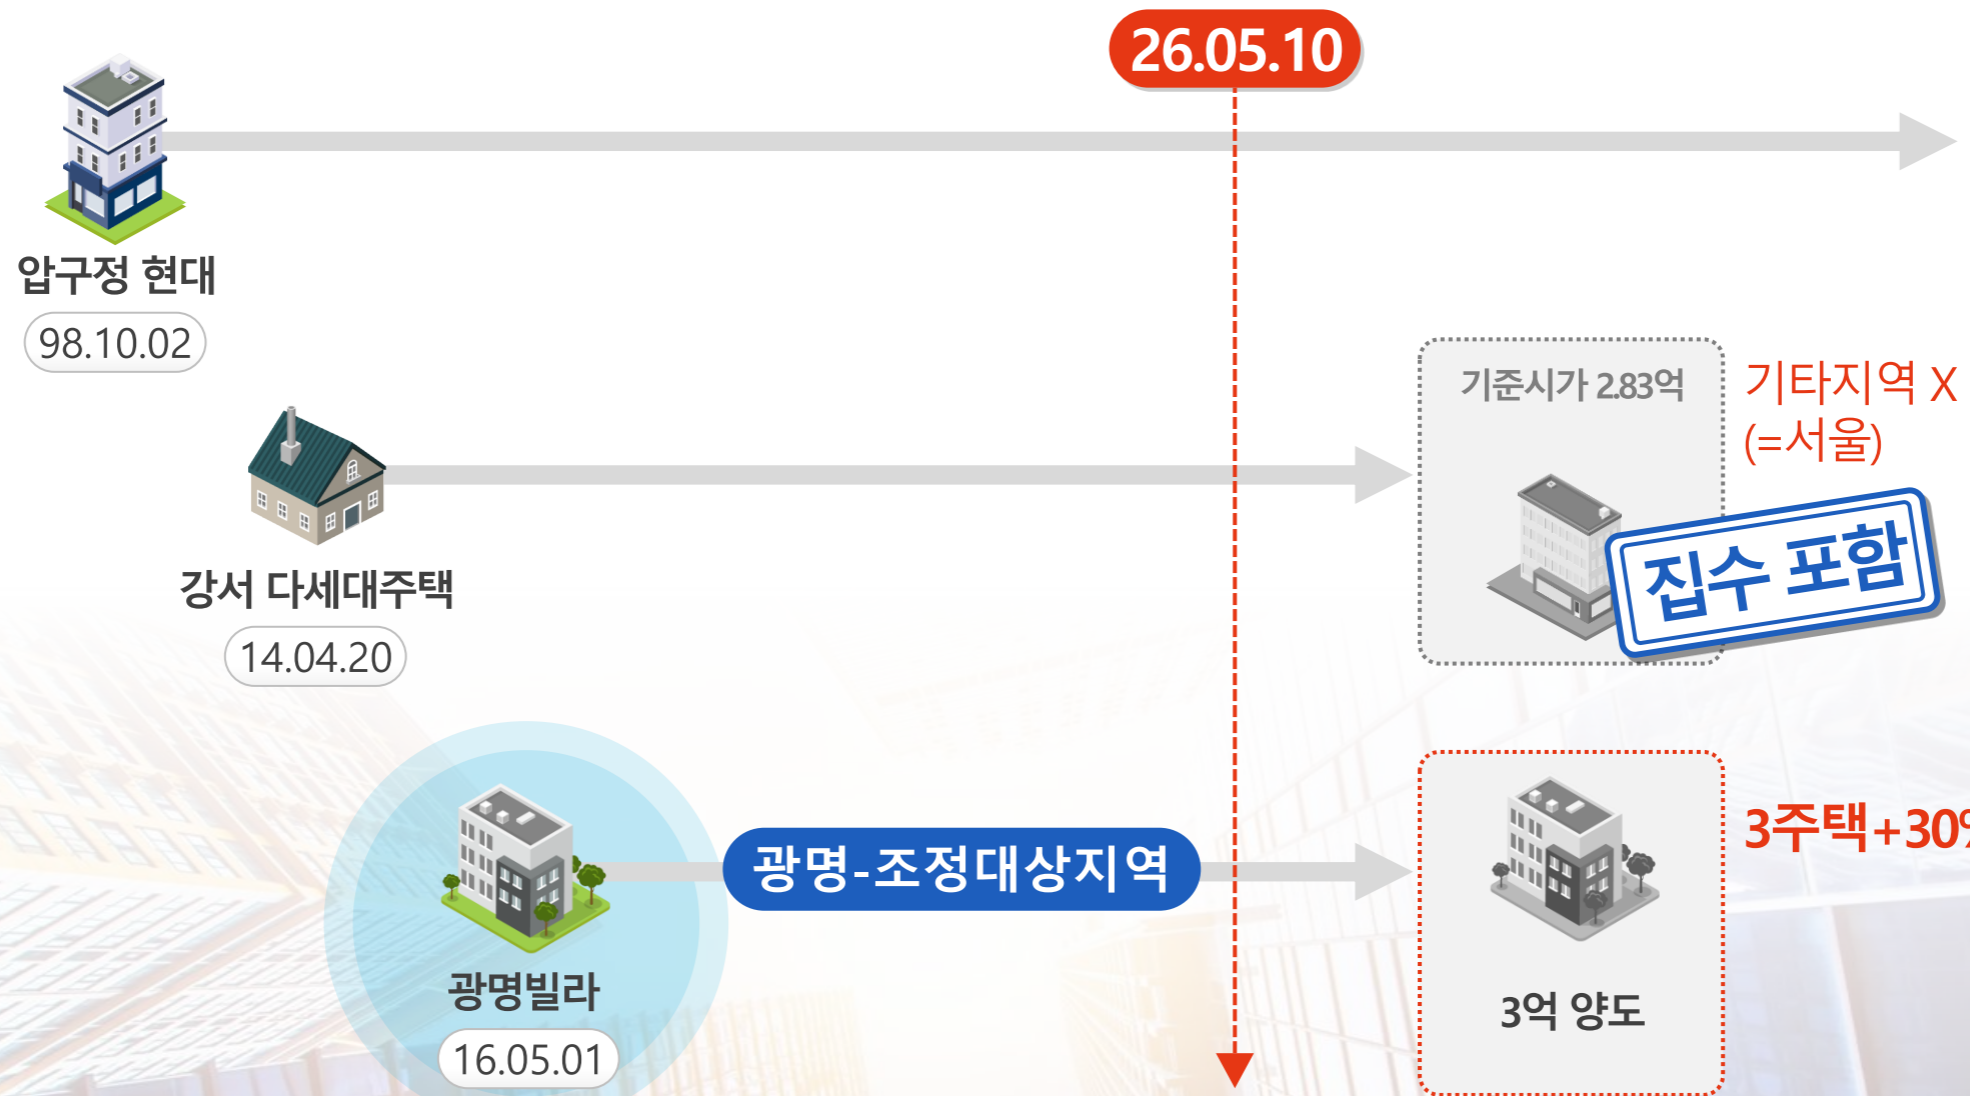 26.05.10
압구정 현대
98.10.02
기준시가 2.83억
기타지역 X
(=서울)
집수 포함
강서 다세대주택
14.04.20
광명-조정대상지역
3주택+30%
광명빌라
16.05.01
3억 양도